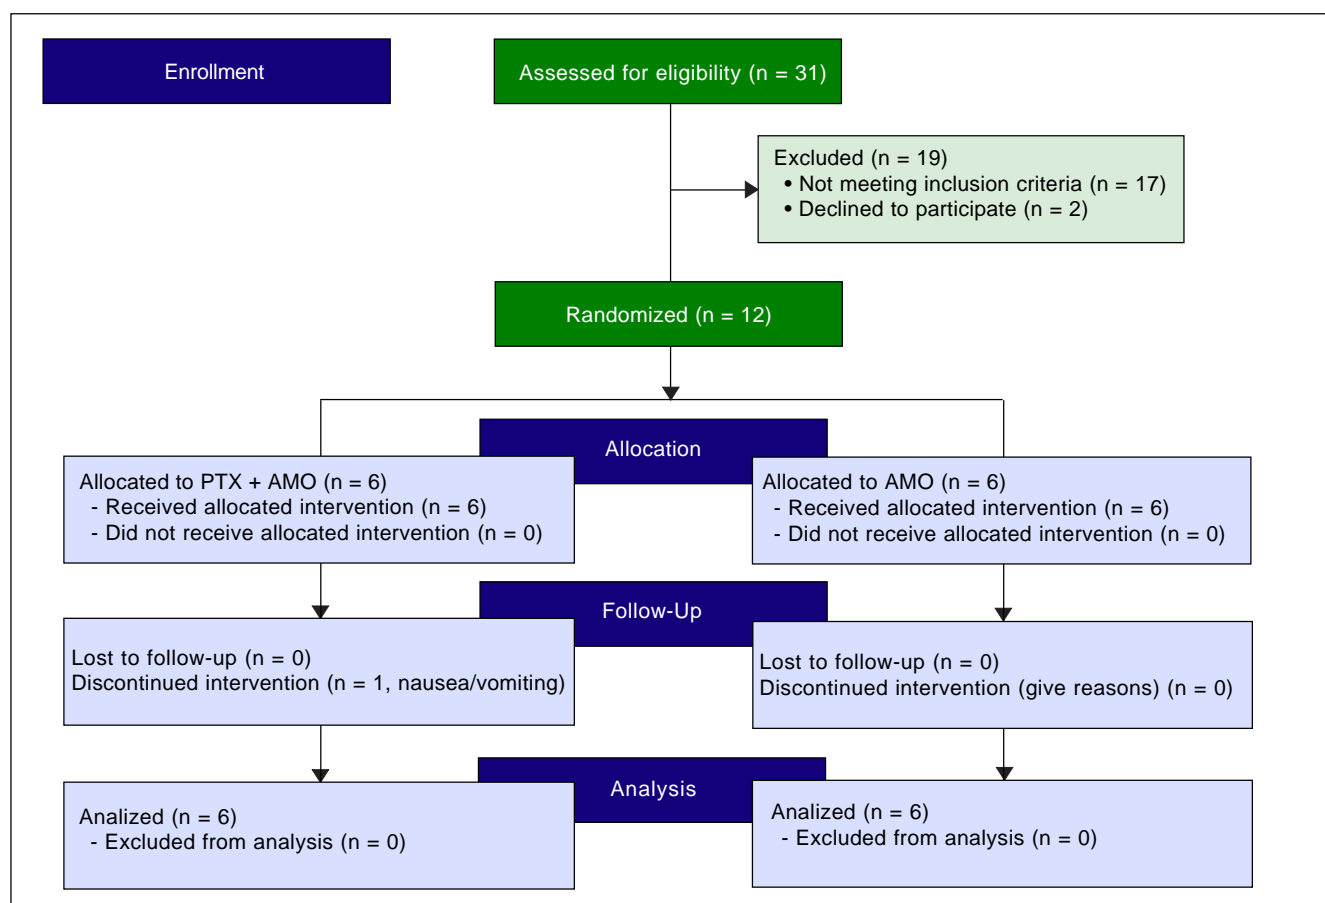 Enrollment
Assessed for eligibility (n = 31)
Excluded (n = 19)
• Not meeting inclusion criteria (n = 17)
• Declined to participate (n = 2)
Randomized (n = 12)
Allocation
Allocated to PTX + AMO (n = 6)
- Received allocated intervention (n = 6)
- Did not receive allocated intervention (n = 0)
Allocated to AMO (n = 6)
- Received allocated intervention (n = 6)
- Did not receive allocated intervention (n = 0)
Follow-Up
Lost to follow-up (n = 0)
Discontinued intervention (n = 1, nausea/vomiting)
Lost to follow-up (n = 0)
Discontinued intervention (give reasons) (n = 0)
Analysis
Analized (n = 6)
- Excluded from analysis (n = 0)
Analized (n = 6)
- Excluded from analysis (n = 0)